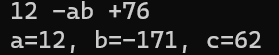 12 -ab +76
a=12, b=-171, c=62